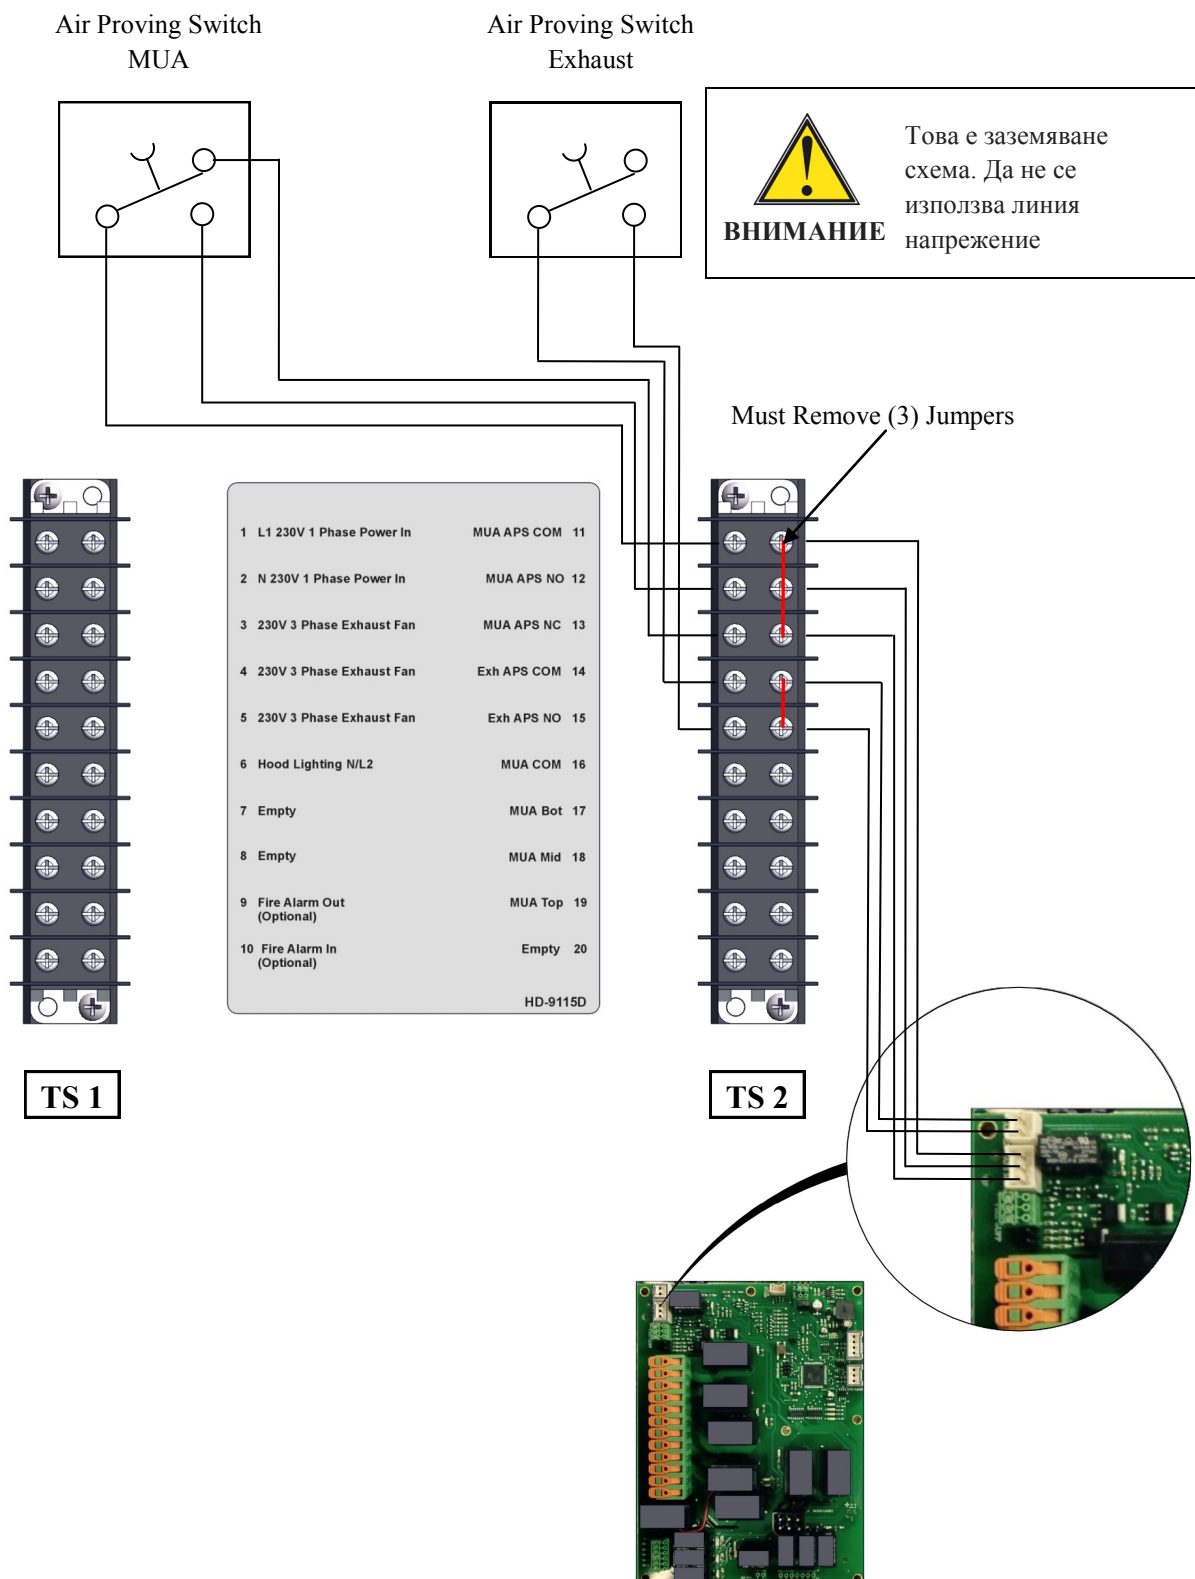 Air Proving Switch
MUA
Air Proving Switch
Exhaust
ВНИМАНИЕ
Това е заземяване
схема. Да не се
използва линия
напрежение
Must Remove (3) Jumpers
1 L1 230V 1 Phase Power In MUA APS COM 11
2 N 230V 1 Phase Power In MUA APS NO 12
3 230V 3 Phase Exhaust Fan MUA APS NC 13
4 230V 3 Phase Exhaust Fan Exh APS COM 14
5 230V 3 Phase Exhaust Fan Exh APS NO 15
6 Hood Lighting N/L2 MUA COM 16
7 Empty MUA Bot 17
8 Empty MUA Mid 18
9 Fire Alarm Out MUA Top 19
(Optional)
10 Fire Alarm In Empty 20
(Optional)
HD-9115D
TS 1
TS 2